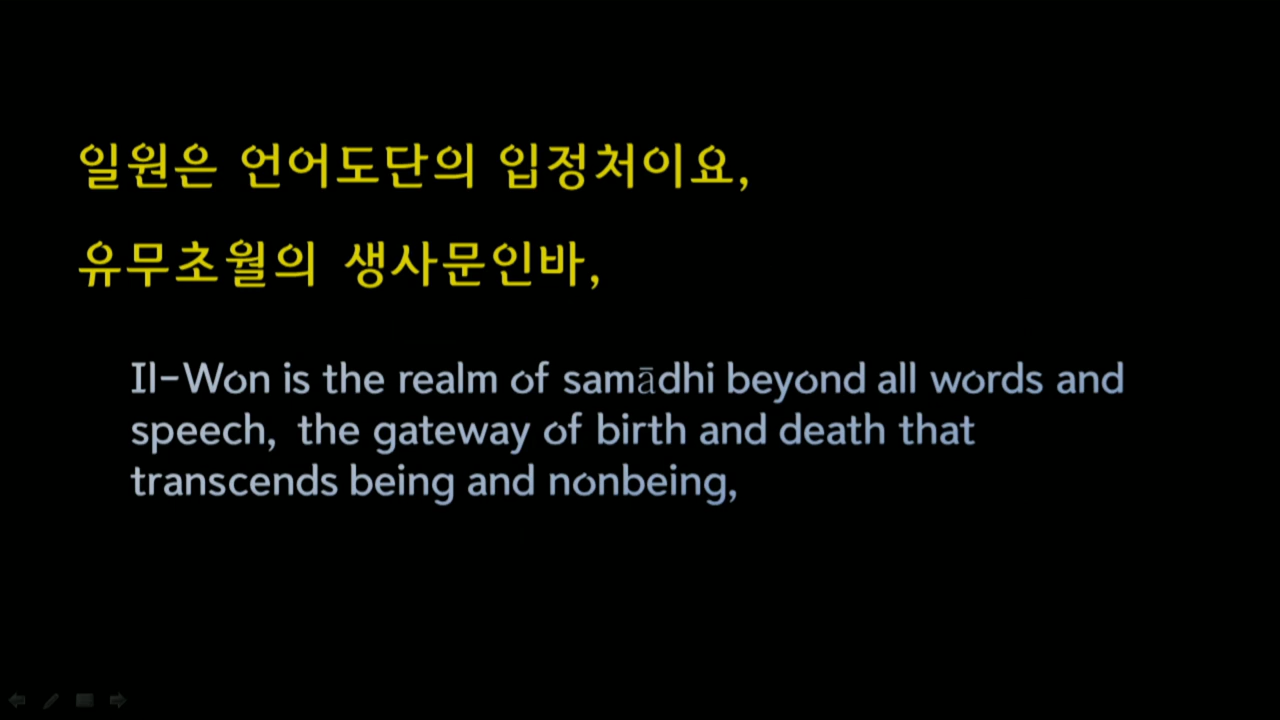 일원은 언어도단의 입정처이요,
유무초월의 생사문인바,
Il-Won is the realm of samādhi beyond all words and
speech, the gateway of birth and death that
transcends being and nonbeing,